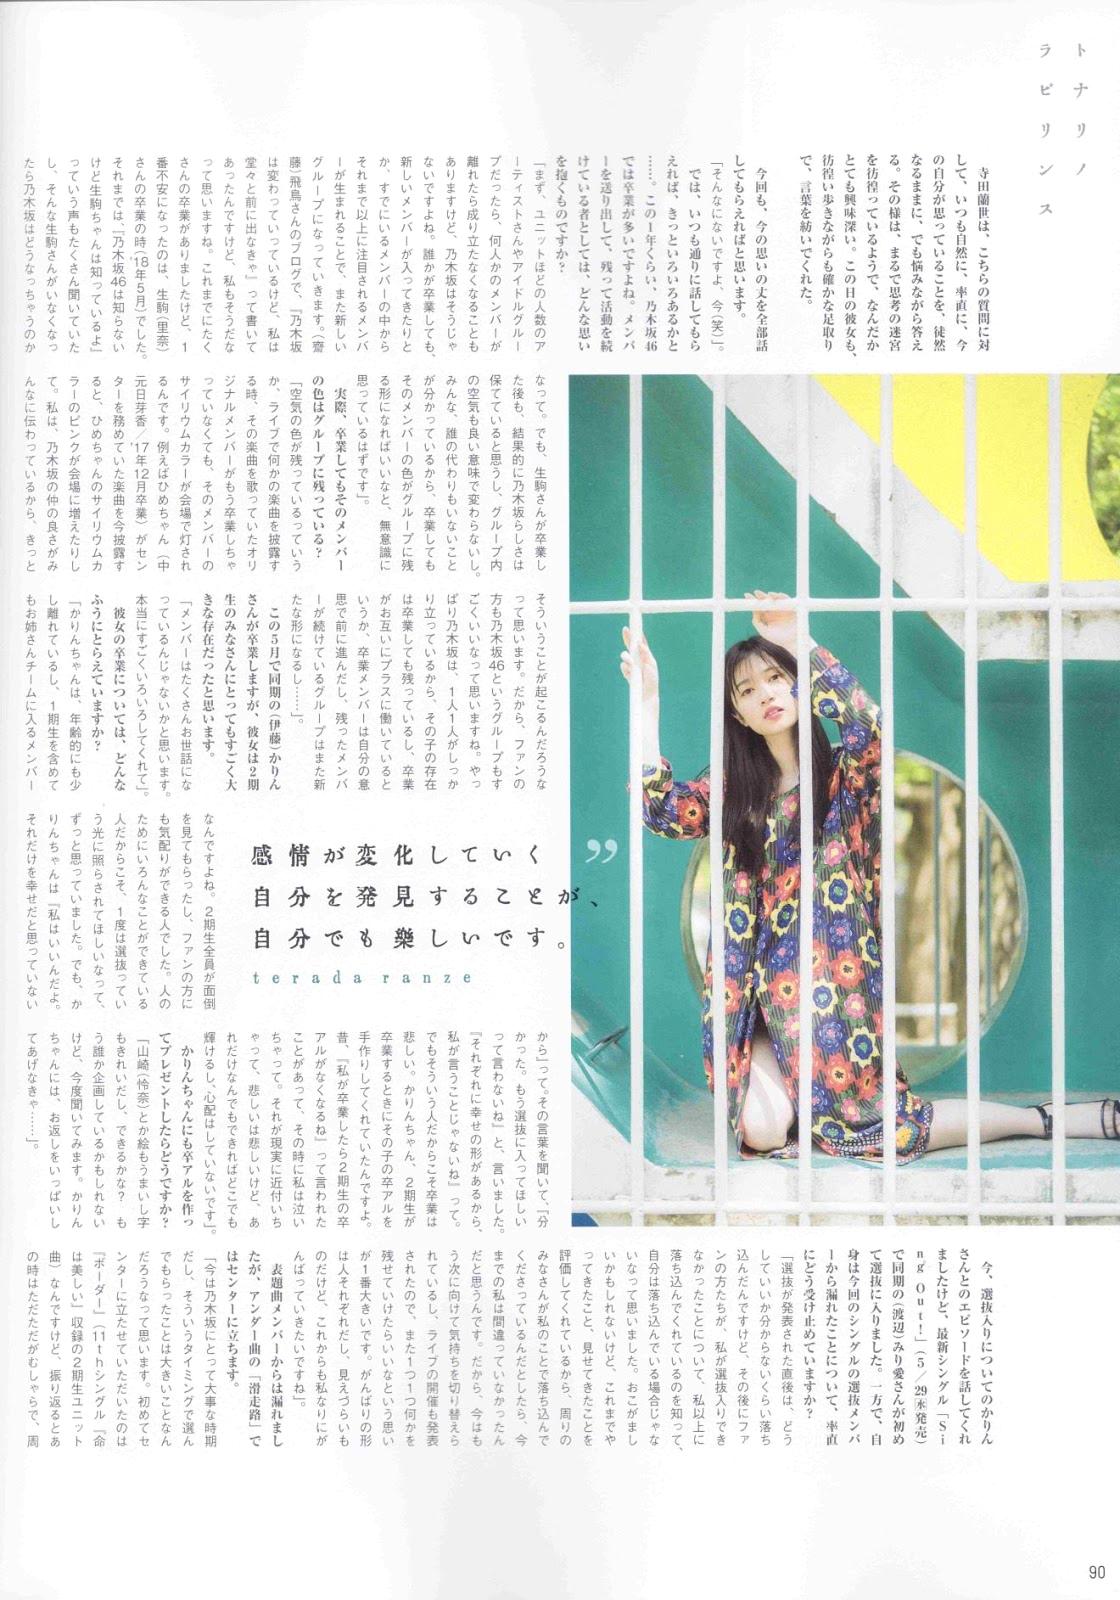 トナリノ
ラビリンス
寺田蘭世は、こちらの質問に対
して、いつも自然に、率直に、今
の自分が思っていることを、徒然
なるままに、でも悩みながら答え
る。その様は、まるで思考の迷宮
を彷徨っているようで、なんだか
とても興味深い。この日の彼女も、
彷徨い歩きながらも確かな足取り
で、言葉を紡いでくれた。
今回も、今の思いの丈を全部話
してもらえればと思います。
「そんなにないですよ、今（笑）」。
では、いつも通りに話してもら
えれば、きっといろいろあるかと
……。この1年くらい、乃木坂46
では卒業が多いですよね。メンバ
ーを送り出して、残って活動を続
けている者としては、どんな思い
を抱くものですか？
「まず、ユニットほどの人数のア
ーティストさんやアイドルグルー
プだったら、何人かのメンバーが
離れたら成り立たなくなることも
ありますけど、乃木坂はそうじゃ
ないですよね。誰かが卒業しても、
新しいメンバーが入ってきたりと
か、すでにいるメンバーの中から
それまで以上に注目されるメンバ
ーが生まれることで、また新しい
グループになっていきます。（齋
藤）飛鳥さんのブログで、『乃木坂
は変わっていっているけど、私は
堂々と前に出なきゃ』って書いて
あったんですけど、私もそうだな
って思いますね。これまでにたく
さんの卒業がありましたけど、1
番不安になったのは、生駒（里奈）
さんの卒業の時（'18年5月）でした。
それまでは『乃木坂46は知らない
けど生駒ちゃんは知っているよ』
っていう声もたくさん聞いていた
し、そんな生駒さんがいなくなっ
たら乃木坂はどうなっちゃうのか
なって。でも、生駒さんが卒業し
た後も、結果的に乃木坂らしさは
保てていると思うし、グループ内
の空気も良い意味で変わらないし。
みんな、誰の代わりもいないこと
が分かっているから、卒業しても
そのメンバーの色がグループに残
る形になればいいなと、無意識に
思っているはずです」。
実際、卒業してもそのメンバー
の色はグループに残っている？
「空気の色が残っているっていう
か、ライブで何かの楽曲を披露す
る時、その楽曲を歌っていたオリ
ジナルメンバーがもう卒業しちゃ
っていなくても、そのメンバーの
サイリウムカラーが会場で灯され
るんです。例えばひめちゃん（中
元日芽香／'17年12月卒業）がセン
ターを務めていた楽曲を今披露す
ると、ひめちゃんのサイリウムカ
ラーのピンクが会場に増えたりし
て。私は、乃木坂の仲の良さがみ
んなに伝わっているから、きっと
そういうことが起こるんだろうな
って思います。だから、ファンの
方も乃木坂46というグループもす
ごくいいなって思いますね。やっ
ぱり乃木坂は、1人1人がしっか
り立っているから、その子の存在
は卒業しても残っているし、卒業
がお互いにプラスに働いていると
いうか、卒業メンバーは自分の意
思で前に進んだし、残ったメンバ
ーが続けているグループはまた新
たな形になるし……」。
この5月で同期の（伊藤）かりん
さんが卒業しますが、彼女は2期
生のみなさんにとってもすごく大
きな存在だったと思います。
「メンバーはたくさんお世話にな
っているんじゃないかと思います。
本当にすごくいろいろしてくれて」。
彼女の卒業については、どんな
ふうにとらえていますか？
「かりんちゃんは、年齢的にも少
し離れているし、1期生を含めて
もお姉さんチームに入るメンバー
なんですよね。2期生全員が面倒
を見てもらったし、ファンの方に
も気配りができる人でした。人の
ためにいろんなことができている
人だからこそ、1度は選抜ってい
う光に照らされてほしいなって、
ずっと思っていました。でも、か
りんちゃんは『私はいいんだよ。
それだけを幸せだと思っていない
から』って。その言葉を聞いて、『分
かった。もう選抜に入ってほしい
って言わないね』と、言いました。
『それぞれに幸せの形があるから、
私が言うことじゃないね』って。
でもそういう人だからこそ卒業は
悲しい。かりんちゃん、2期生が
卒業するときにその子の卒アルを
手作りしてくれていたんですよ。
昔、『私が卒業したら2期生の卒
アルがなくなるね』って言われた
ことがあって、その時に私は泣い
ちゃって。それが現実に近付いち
ゃって、悲しいは悲しいけど、あ
れだけなんでもできればどこでも
輝けるし、心配はしていないです」。
かりんちゃんにも卒アルを作っ
てプレゼントしたらどうですか？
「山崎（怜奈）とか絵もうまいし字
もきれいだし、できるかな？　も
う誰か企画しているかもしれない
けど、今度聞いてみます。かりん
ちゃんには、お返しをいっぱいし
てあげなきゃ……」。
”
感情が変化していく
自分を発見することが、
自分でも楽しいです。
terada ranze
今、選抜入りについてのかりん
さんとのエピソードを話してくれ
ましたけど、最新シングル「Si
ng Out！」（5／29㊌発売）
で同期の（渡辺）みり愛さんが初め
て選抜に入りました。一方で、自
身は今回のシングルの選抜メンバ
ーから漏れたことについて、率直
にどう受け止めていますか？
「選抜が発表された直後は、どう
していいか分からないくらい落ち
込んだんですけど、その後にファ
ンの方たちが、私が選抜入りでき
なかったことについて、私以上に
落ち込んでくれているのを知って、
自分は落ち込んでいる場合じゃな
いなって思いました。おこがまし
いかもしれないけど、これまでや
ってきたこと、見せてきたことを
評価してくれているから、周りの
みなさんが私のことで落ち込んで
くださっているんだとしたら、今
までの私は間違っていなかったん
だと思うんです。だから、今はも
う次に向けて気持ちを切り替えら
れているし、ライブの開催も発表
されたので、また1つ1つ何かを
残せていけたらいいなという思い
が1番大きいです。がんばりの形
は人それぞれだし、見えづらいも
のだけど、これからも私なりにが
んばっていきたいですね」。
表題曲メンバーからは漏れまし
たが、アンダー曲の「滑走路」で
はセンターに立ちます。
「今は乃木坂にとって大事な時期
だし、そういうタイミングで選ん
でもらったことは大きいことなん
だろうなって思います。初めてセ
ンターに立たせていただいたのは
『ボーダー』（11thシングル『命
は美しい』収録の2期生ユニット
曲）なんですけど、振り返るとあ
の時はただただがむしゃらで、周
90